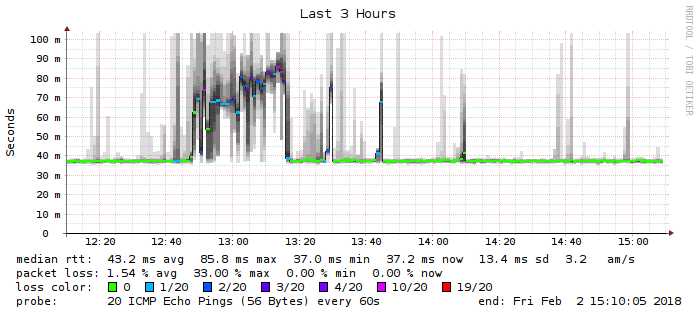 Last 3 Hours
RRDTOOL / TOBI OETIKER
Seconds
100 m
90 m
80 m
70 m
60 m
50 m
40 m
30 m
20 m
10 m
0
12:20 12:40 13:00 13:20 13:40 14:00 14:20 14:40 15:00
median rtt: 43.2 ms avg 85.8 ms max 37.0 ms min 37.2 ms now 13.4 ms sd 3.2 am/s
packet loss: 1.54 % avg 33.00 % max 0.00 % min 0.00 % now
loss color: 0 1/20 2/20 3/20 4/20 10/20 19/20
probe: 20 ICMP Echo Pings (56 Bytes) every 60s end: Fri Feb 2 15:10:05 2018